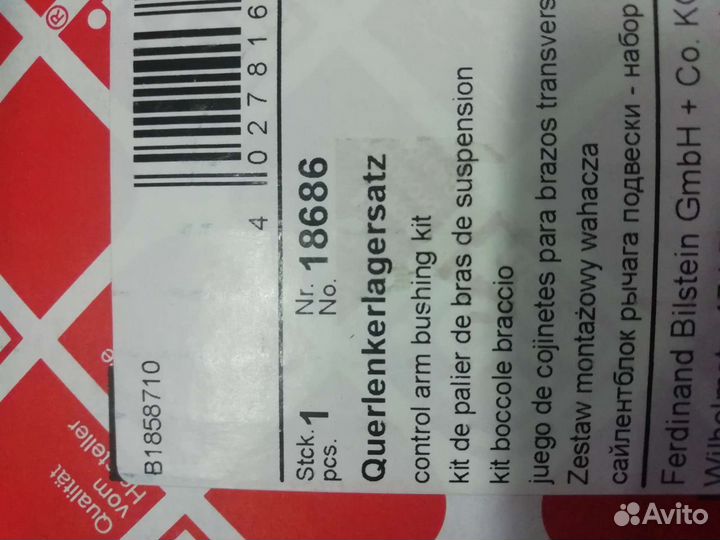 ®
4 027816
B1858710
Stck. Nr.
pcs. 1 No. 18686
Querlenkerlagersatz
control arm bushing kit
kit de palier de bras de suspension
kit boccole braccio
juego de cojinetes para brazos transvers
Zestaw montażowy wahacza
сайлентблок рычага подвески - набор
Ferdinand Bilstein GmbH + Co. KG
Qualität
vom
Hersteller
Avito